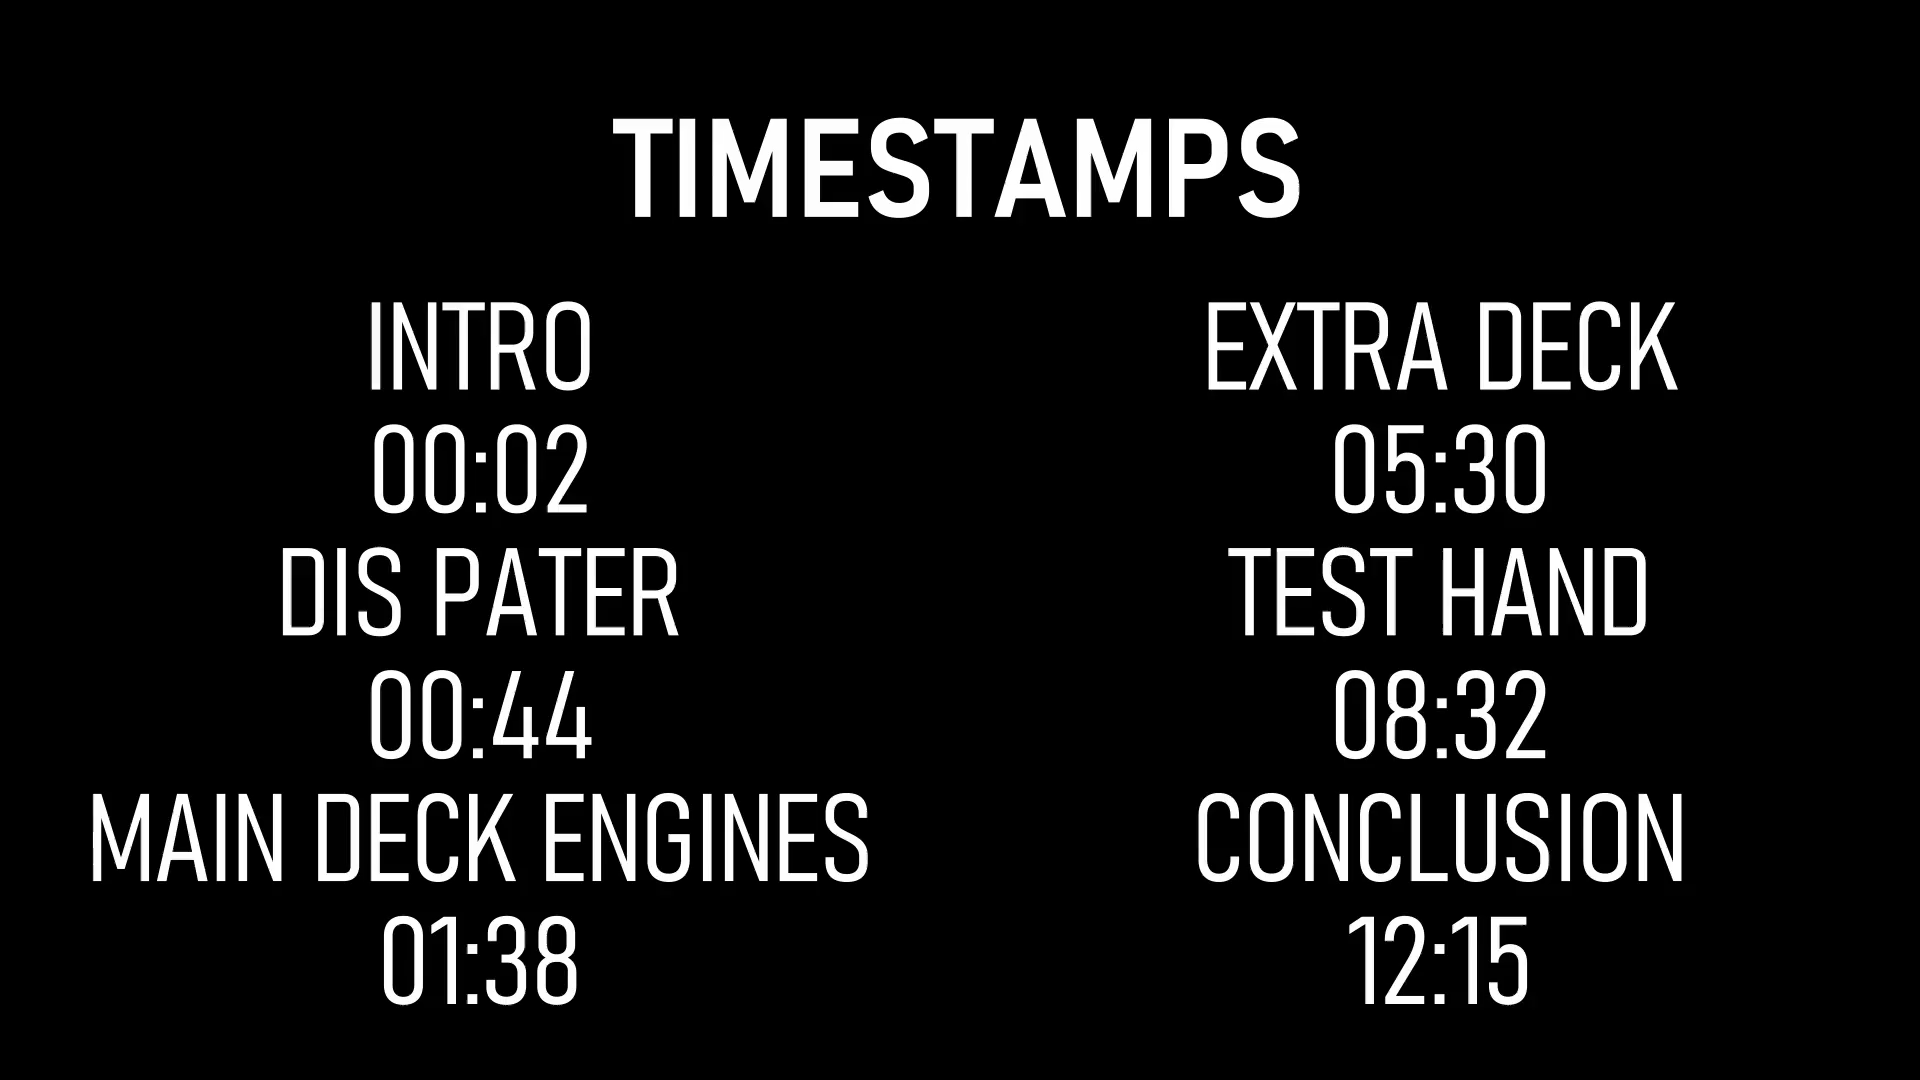 TIMESTAMPS
INTRO
00:02
DIS PATER
00:44
MAIN DECK ENGINES
01:38
EXTRA DECK
05:30
TEST HAND
08:32
CONCLUSION
12:15